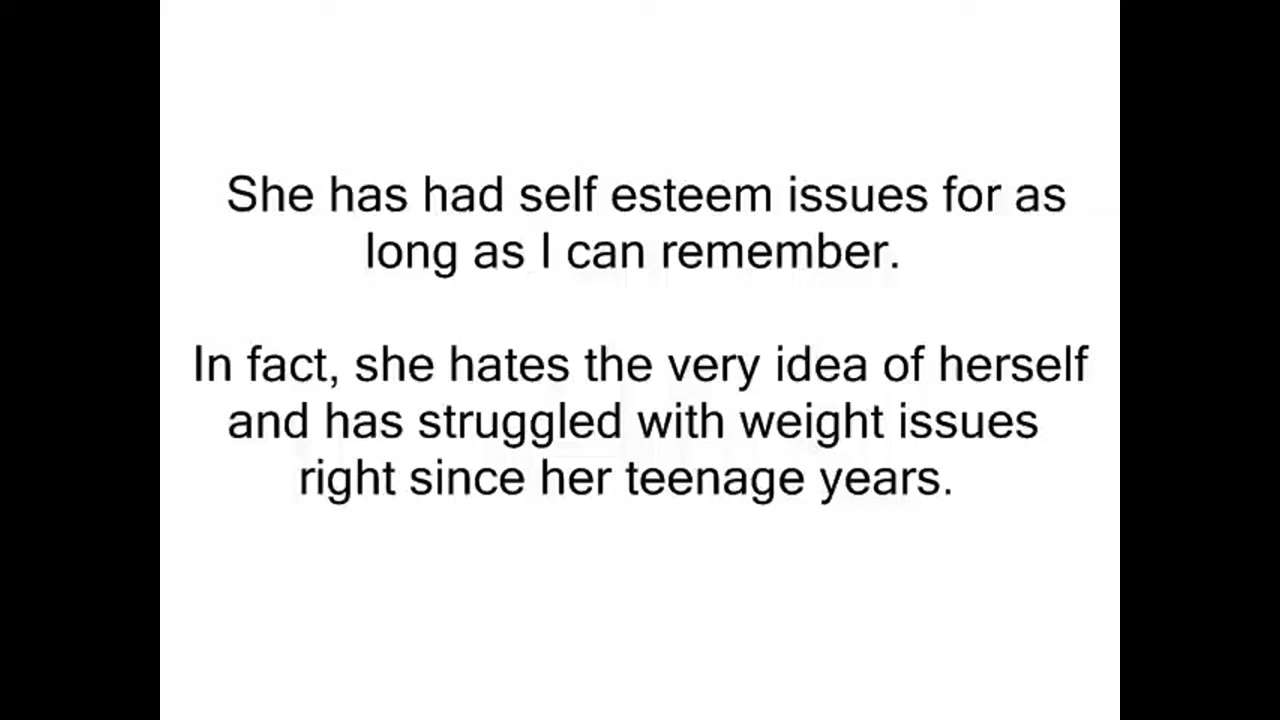 She has had self esteem issues for as
long as I can remember.
In fact, she hates the very idea of herself
and has struggled with weight issues
right since her teenage years.